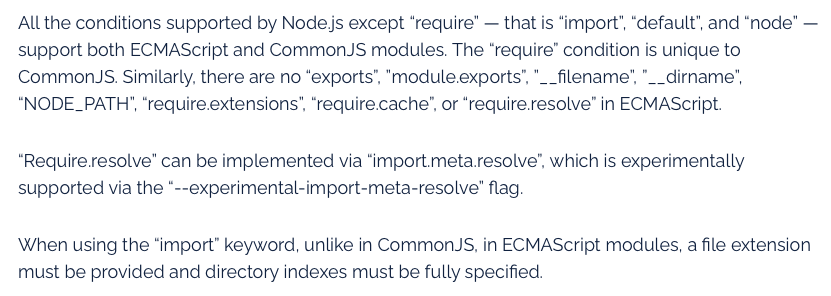 All the conditions supported by Node.js except “require” — that is “import”, “default”, and “node” —
support both ECMAScript and CommonJS modules. The “require” condition is unique to
CommonJS. Similarly, there are no “exports”, ”module.exports”, ”__filename”, ”__dirname”,
“NODE_PATH”, “require.extensions”, “require.cache”, or “require.resolve” in ECMAScript.
“Require.resolve” can be implemented via “import.meta.resolve”, which is experimentally
supported via the “--experimental-import-meta-resolve” flag.
When using the “import” keyword, unlike in CommonJS, in ECMAScript modules, a file extension
must be provided and directory indexes must be fully specified.